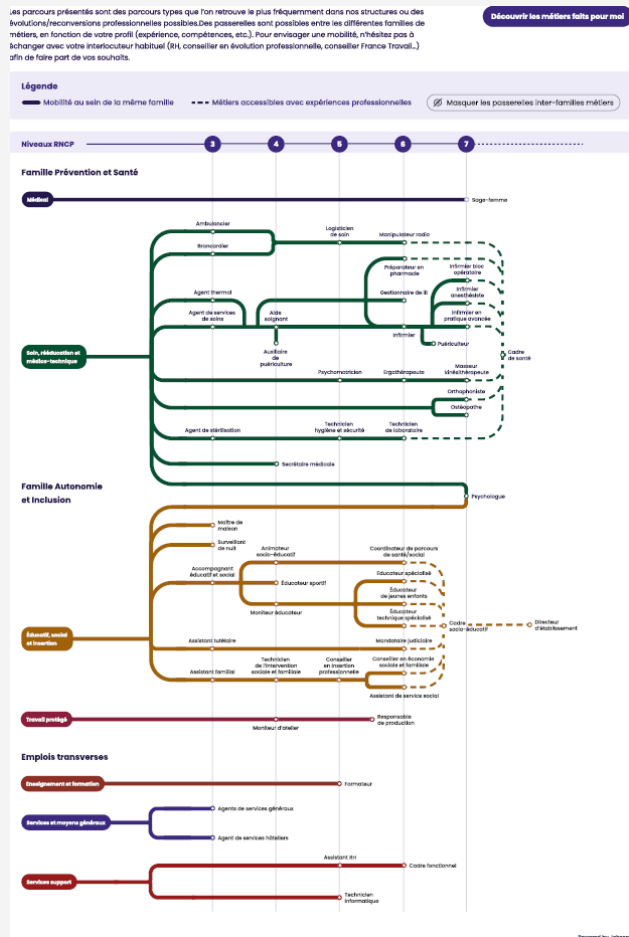 Les parcours présentés sont des parcours types que l'on retrouve le plus fréquemment dans nos structures ou des
évolutions/reconversions professionnelles possibles.Des passerelles sont possibles entre les différentes familles de
métiers, en fonction de votre profil (expérience, compétences, etc.). Pour envisager une mobilité, n'hésitez pas à
échanger avec votre interlocuteur habituel (RH, conseiller en évolution professionnelle, conseiller France Travail...)
afin de faire part de vos souhaits.
Découvrir les métiers faits pour moi
Légende
Mobilité au sein de la même famille
Métiers accessibles avec expériences professionnelles
Masquer les passerelles inter-familles métiers
Niveaux RNCP
3
4
5
6
7
Famille Prévention et Santé
Médical
Sage-femme
Ambulancier
Brancardier
Logisticien
de soin
Manipulateur radio
Préparateur en
pharmacie
Infirmier bloc
opératoire
Agent thermal
Gestionnaire de lit
Infirmier
anesthésiste
Agent de services
de soins
Aide
soignant
Infirmier en
pratique avancée
Infirmier
Puériculteur
Auxiliaire
de
puériculture
Soin, rééducation et
médico-technique
Cadre
de santé
Psychomotricien
Ergothérapeute
Masseur
kinésithérapeute
Orthophoniste
Ostéopathe
Agent de stérilisation
Technicien
hygiène et sécurité
Technicien
de laboratoire
Secrétaire médicale
Famille Autonomie
et Inclusion
Psychologue
Maître de
maison
Surveillant
de nuit
Animateur
socio-éducatif
Coordinateur de parcours
de santé/social
Accompagnant
éducatif et social
Éducateur sportif
Educateur spécialisé
Éducateur
de jeunes enfants
Moniteur éducateur
Éducateur
technique spécialisé
Cadre
socio-éducatif
Directeur
d'établissement
Éducatif, social
et insertion
Assistant tutélaire
Mandataire judiciaire
Assistant familial
Technicien
de l'intervention
sociale et familiale
Conseiller
en insertion
professionnelle
Conseiller en économie
sociale et familiale
Assistant de service social
Travail protégé
Moniteur d'atelier
Responsable
de production
Emplois transverses
Enseignement et formation
Formateur
Services et moyens généraux
Agents de services généraux
Agent de services hôteliers
Services support
Assistant RH
Cadre fonctionnel
Technicien
informatique